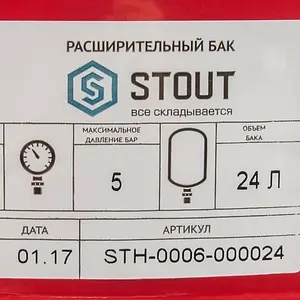 РАСШИРИТЕЛЬНЫЙ БАК
S STOUT
все складывается
МАКСИМАЛЬНОЕ
ДАВЛЕНИЕ БАР
5
ОБЪЕМ
БАКА
24 Л
ДАТА
АРТИКУЛ
01.17
STH-0006-000024